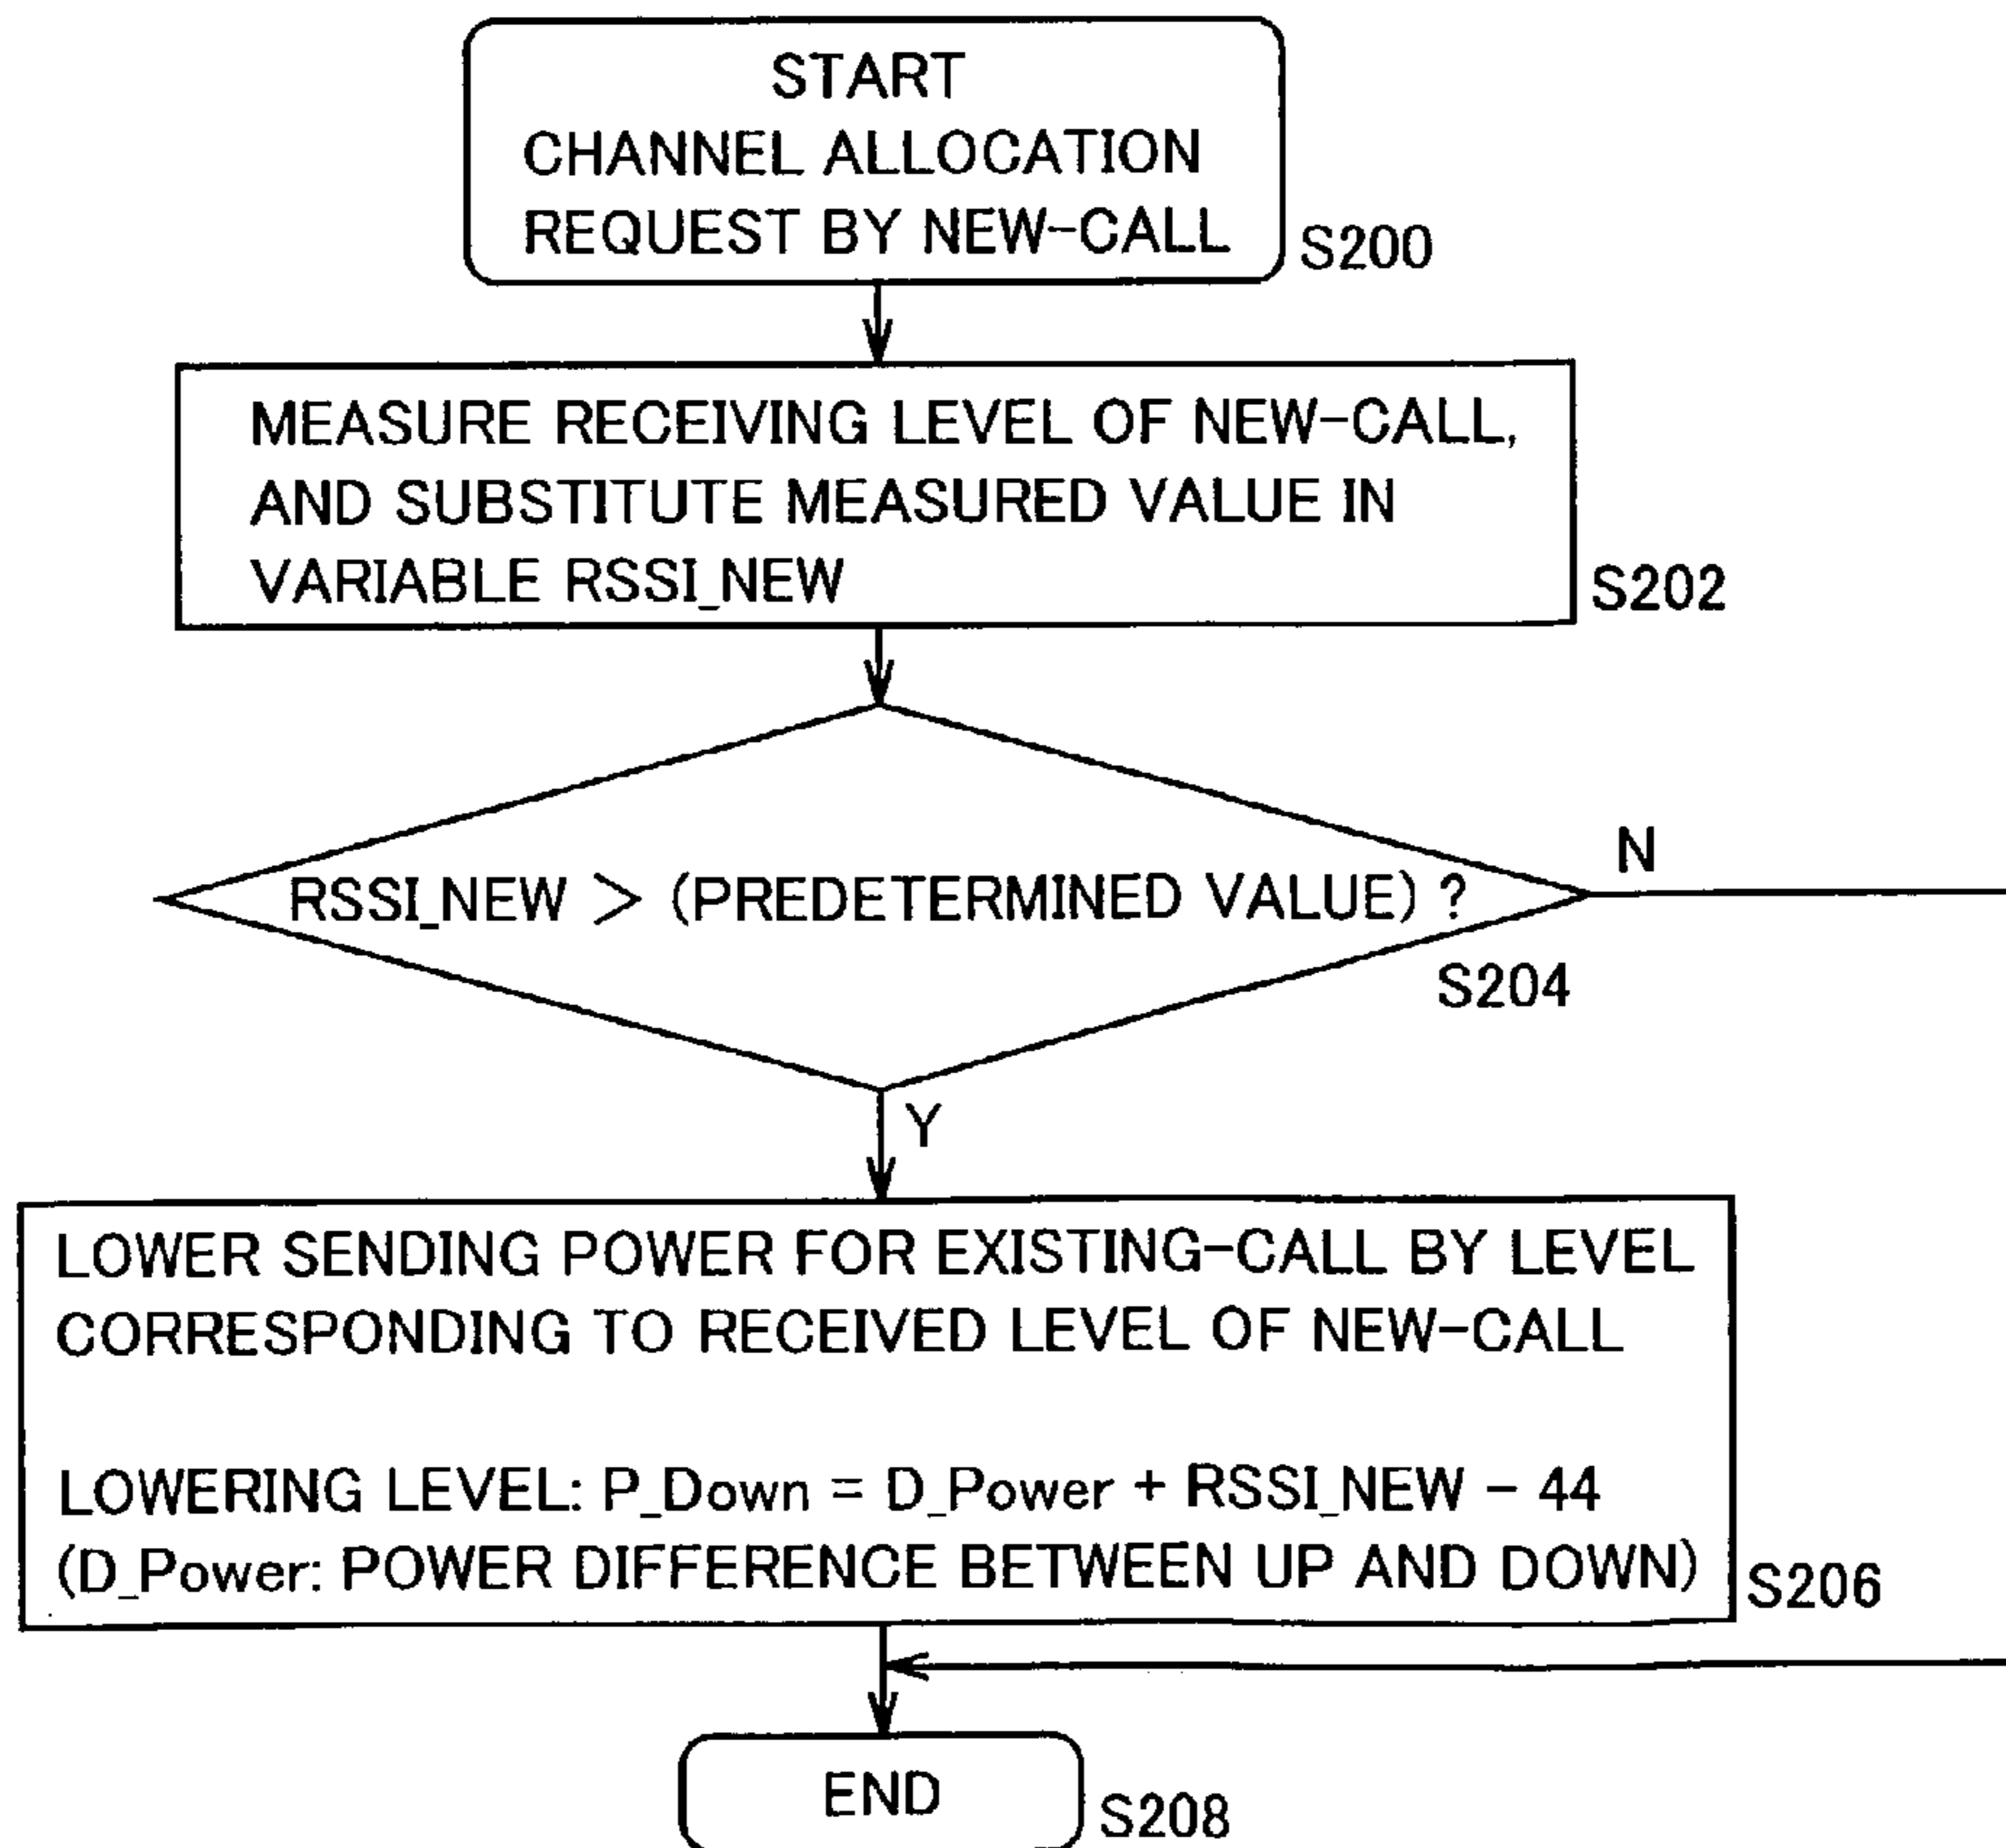 START
CHANNEL ALLOCATION
REQUEST BY NEW-CALL
S200
MEASURE RECEIVING LEVEL OF NEW-CALL,
AND SUBSTITUTE MEASURED VALUE IN
VARIABLE RSSI_NEW
S202
RSSI_NEW > (PREDETERMINED VALUE) ?
N
S204
Y
LOWER SENDING POWER FOR EXISTING-CALL BY LEVEL
CORRESPONDING TO RECEIVED LEVEL OF NEW-CALL
LOWERING LEVEL: P_Down = D_Power + RSSI_NEW - 44
(D_Power: POWER DIFFERENCE BETWEEN UP AND DOWN)
S206
END
S208